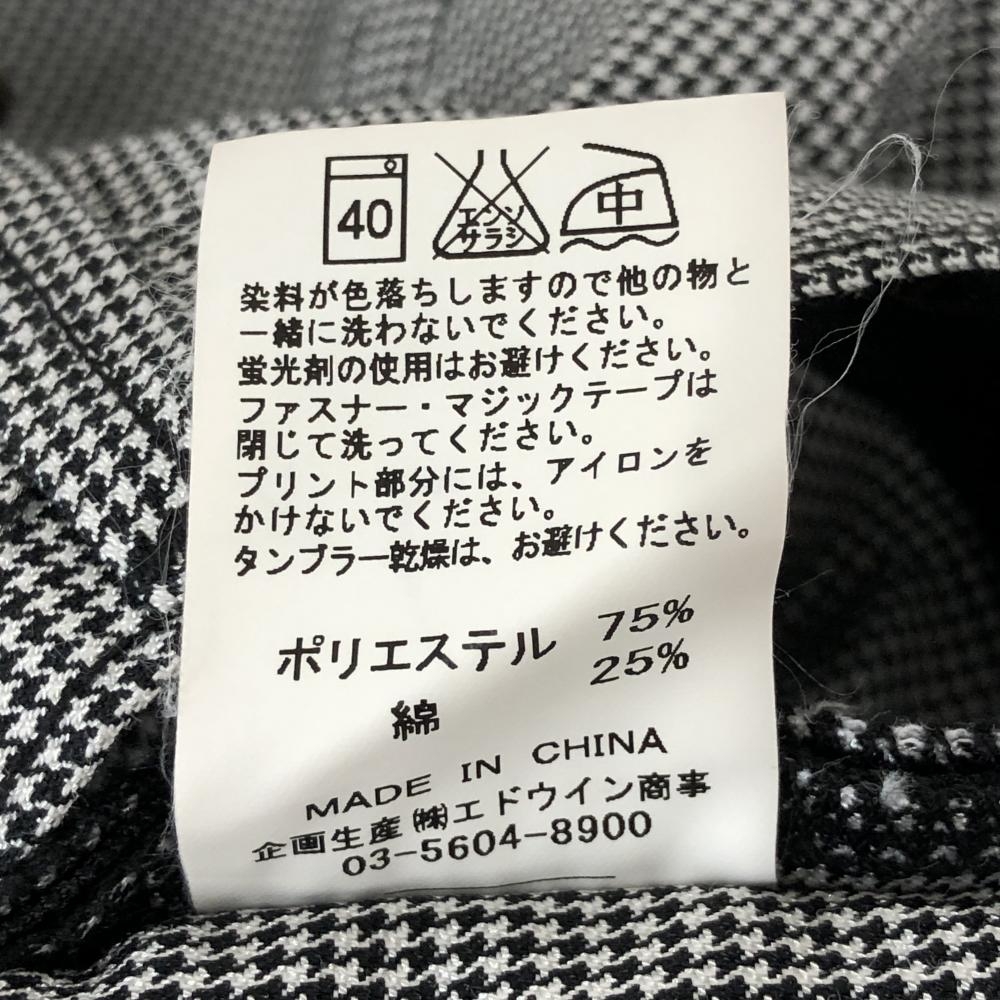 40
エンソ
サラシ
中
染料が色落ちしますので他の物と
一緒に洗わないでください。
蛍光剤の使用はお避けください。
ファスナー・マジックテープは
閉じて洗ってください。
プリント部分には、アイロンを
かけないでください。
タンブラー乾燥は、お避けください。
ポリエステル 75%
綿 25%
MADE IN CHINA
企画生産㈱エドウイン商事
03-5604-8900